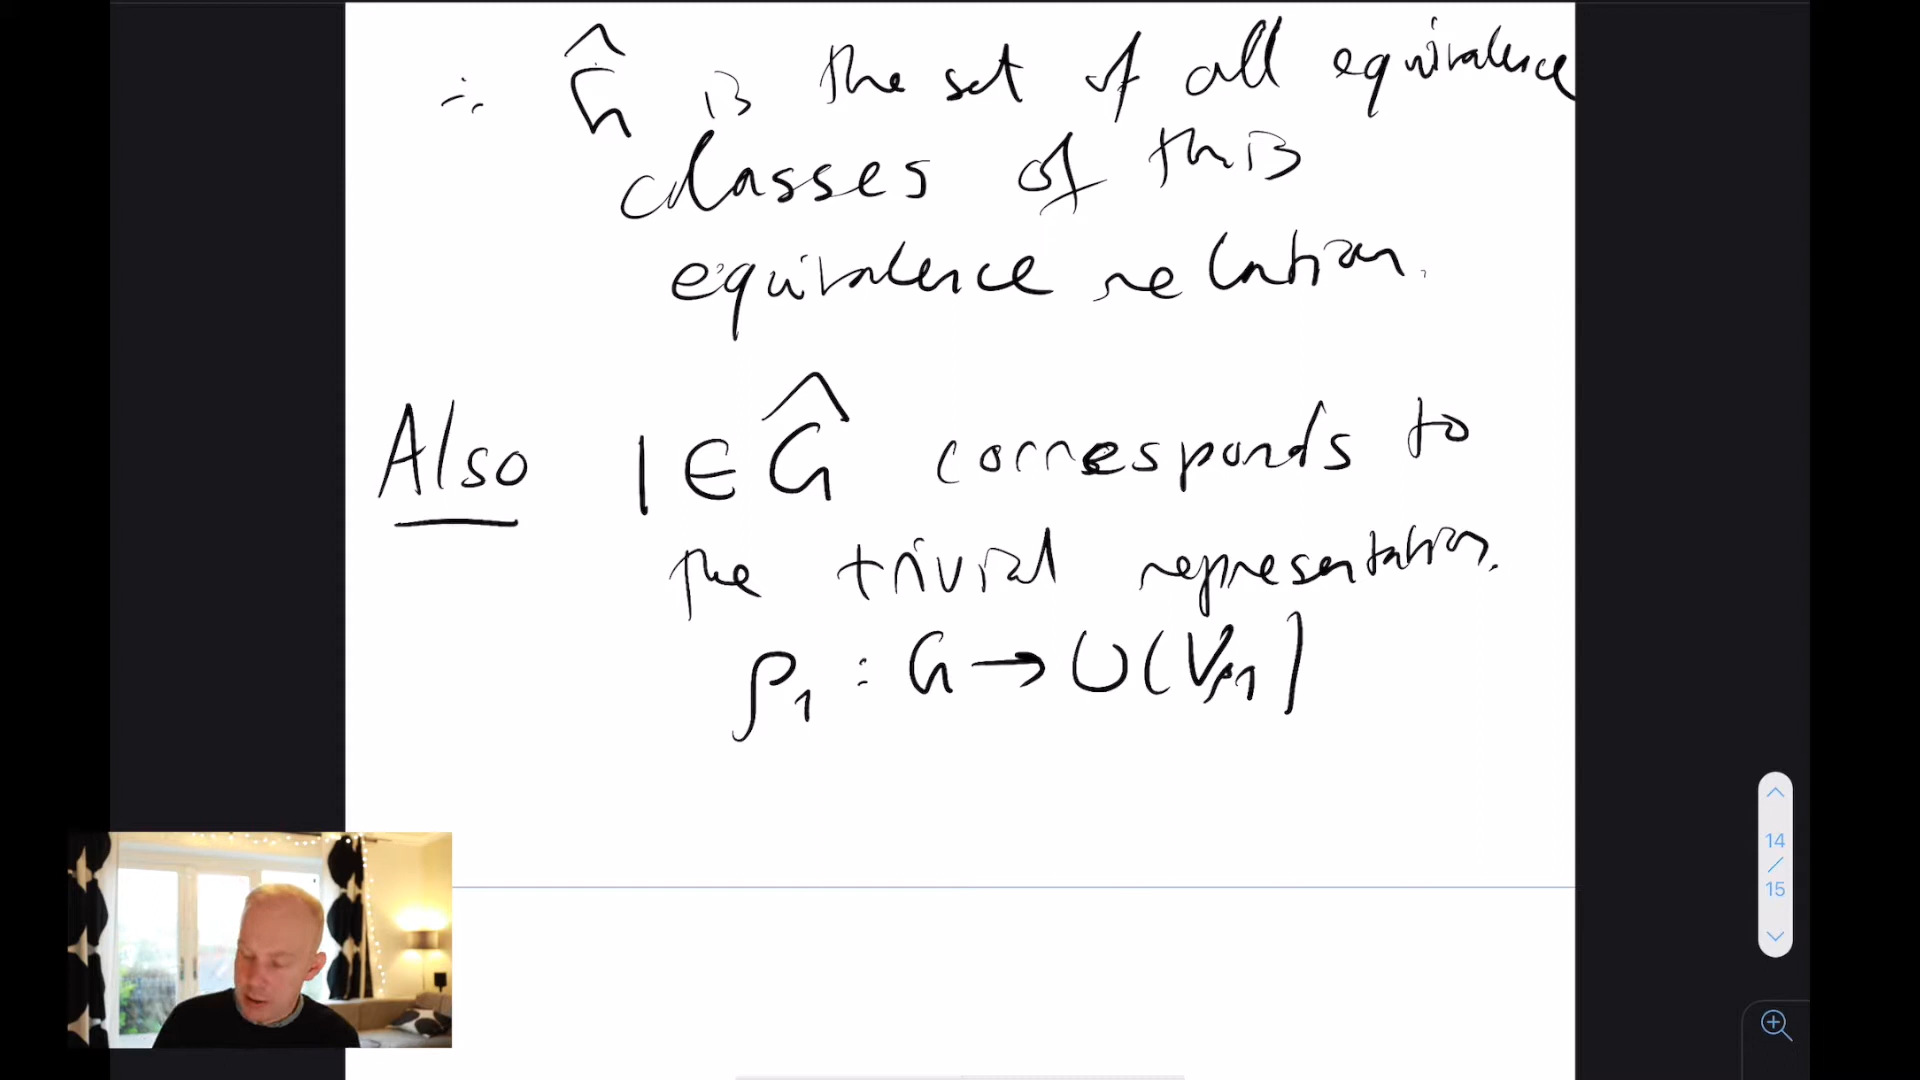 ∴ Ĝ is the set of all equivalence
classes of this
equivalence relation.
Also 1 ∈ Ĝ corresponds to
the trivial representation.
ρ₁ : G → U(V_ρ₁)
14
/
15